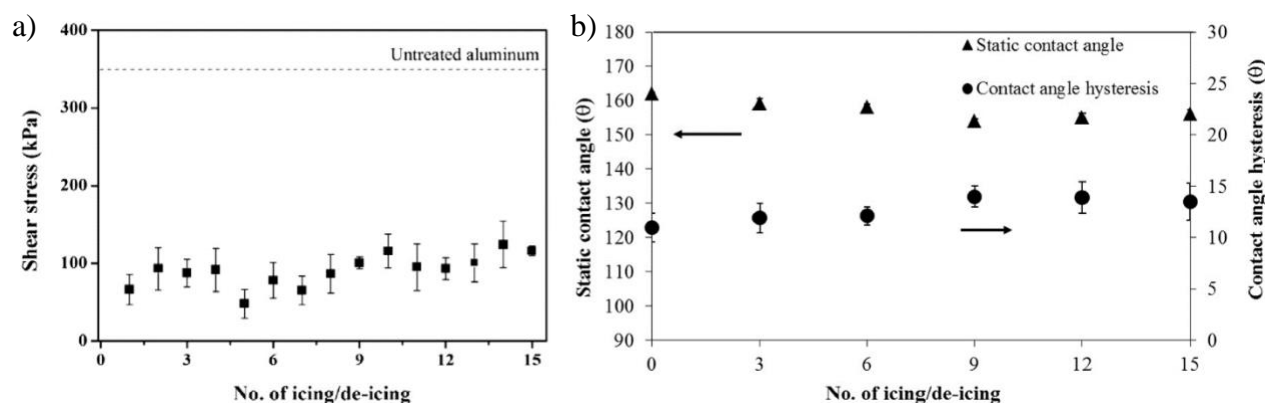 a)
400
300
200
100
0
Shear stress (kPa)
Untreated aluminum
0 3 6 9 12 15
No. of icing/de-icing
b)
180
170
160
150
140
130
120
110
100
90
Static contact angle (θ)
Static contact angle
Contact angle hysteresis
30
25
20
15
10
5
0
Contact angle hysteresis (θ)
0 3 6 9 12 15
No. of icing/de-icing